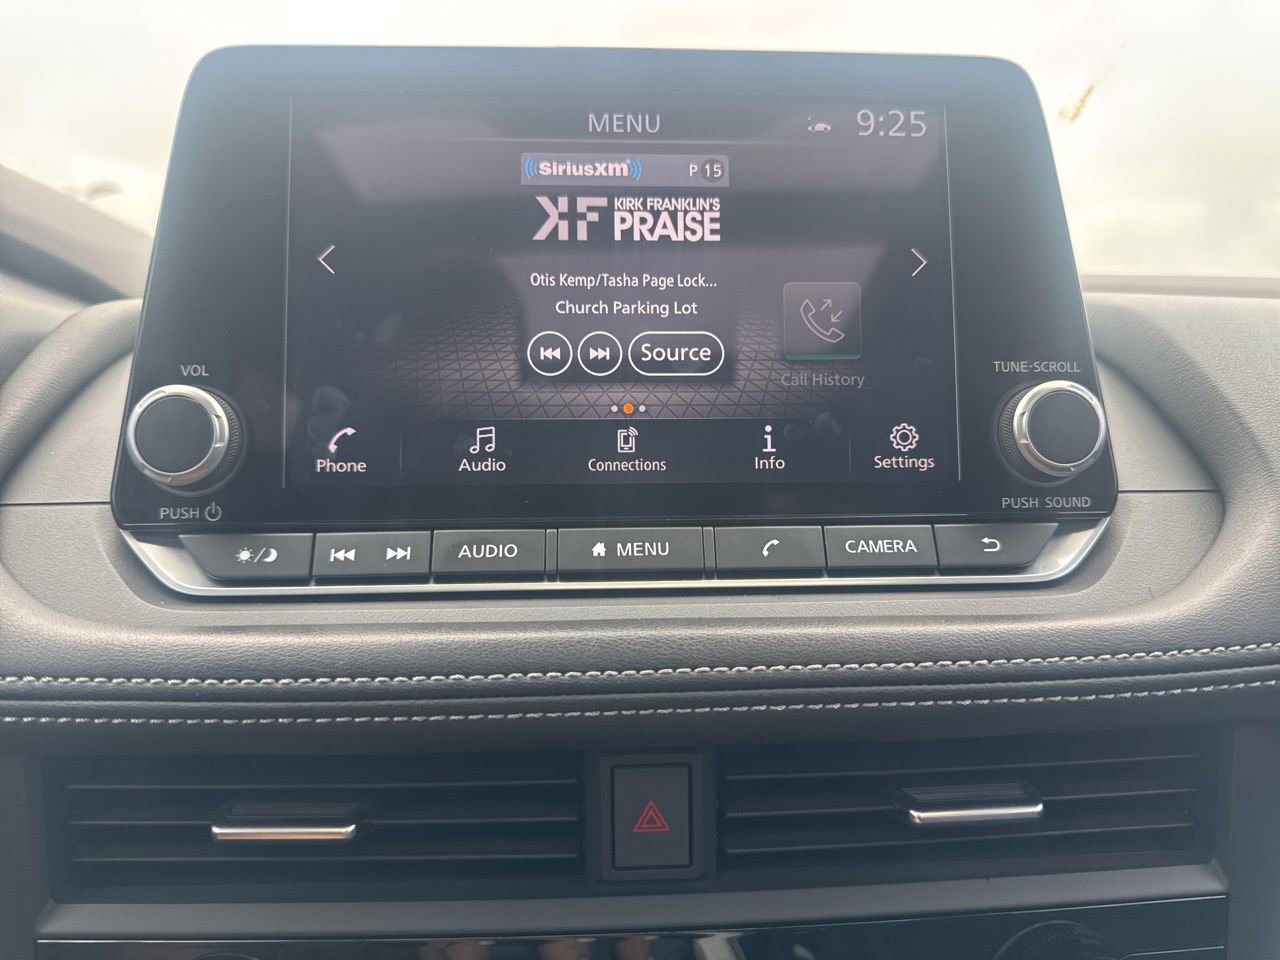 MENU
9:25
SiriusXM
P 15
KF KIRK FRANKLIN'S
PRAISE
Otis Kemp/Tasha Page Lock...
Church Parking Lot
Source
Call History
Phone
Audio
Connections
Info
Settings
VOL
PUSH
TUNE·SCROLL
PUSH SOUND
AUDIO
MENU
CAMERA